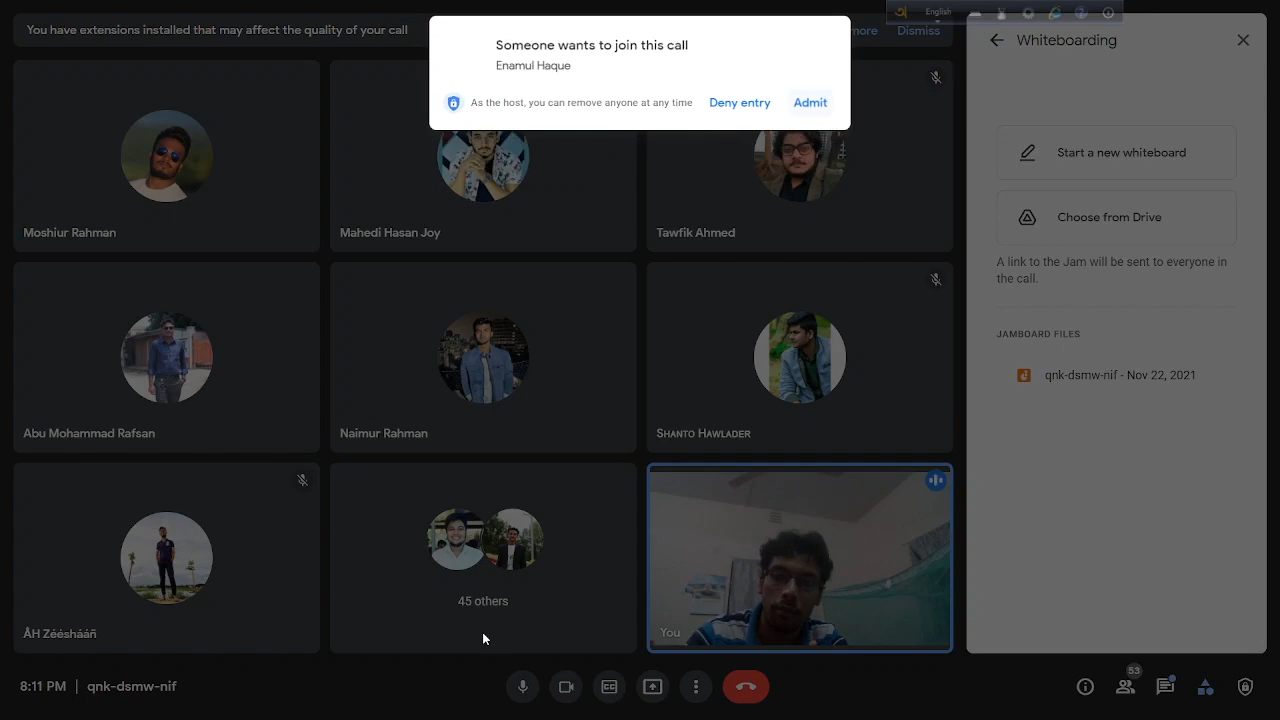 অ English
You have extensions installed that may affect the quality of your call
more Dismiss
Someone wants to join this call
Enamul Haque
As the host, you can remove anyone at any time Deny entry Admit
Whiteboarding
Start a new whiteboard
Choose from Drive
A link to the Jam will be sent to everyone in
the call.
JAMBOARD FILES
qnk-dsmw-nif - Nov 22, 2021
Moshiur Rahman
Mahedi Hasan Joy
Tawfik Ahmed
Abu Mohammad Rafsan
Naimur Rahman
SHANTO HAWLADER
ÅH Zééshááñ
45 others
You
8:11 PM | qnk-dsmw-nif
CC
53